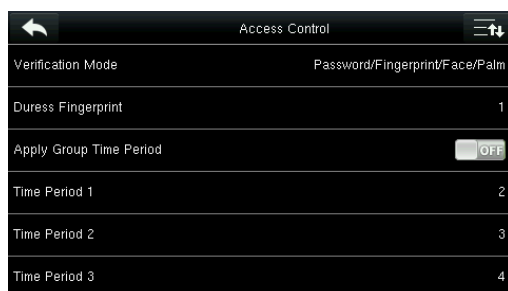 Access Control
Verification Mode Password/Fingerprint/Face/Palm
Duress Fingerprint 1
Apply Group Time Period OFF
Time Period 1 2
Time Period 2 3
Time Period 3 4